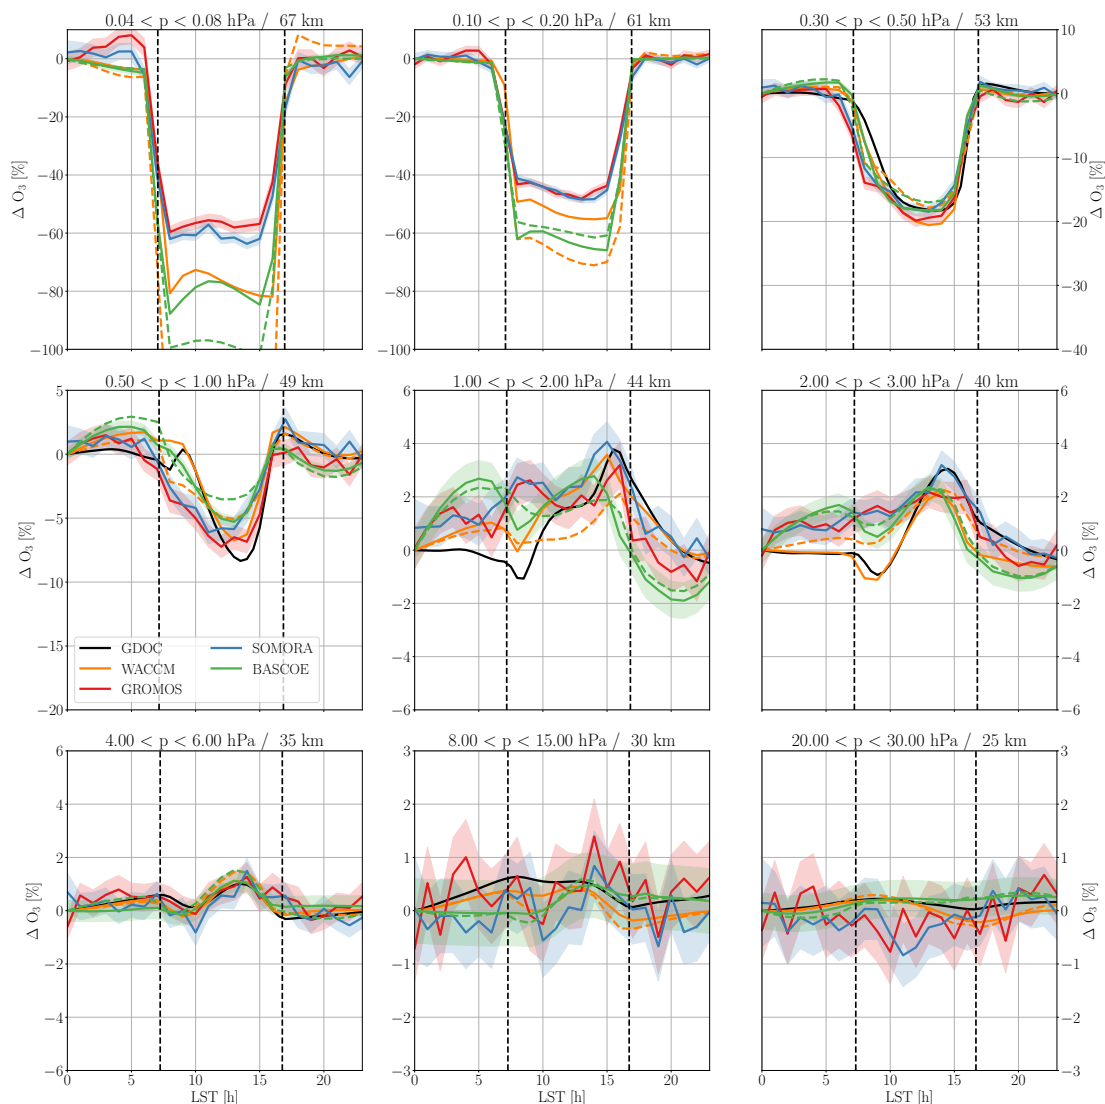 0.04 < p < 0.08 hPa / 67 km
0.10 < p < 0.20 hPa / 61 km
0.30 < p < 0.50 hPa / 53 km
0
−20
−40
−60
−80
−100
Δ O₃ [%]
0
−20
−40
−60
−80
−100
10
0
−10
−20
−30
−40
Δ O₃ [%]
0.50 < p < 1.00 hPa / 49 km
1.00 < p < 2.00 hPa / 44 km
2.00 < p < 3.00 hPa / 40 km
5
0
−5
−10
−15
−20
Δ O₃ [%]
GDOC
WACCM
GROMOS
SOMORA
BASCOE
6
4
2
0
−2
−4
−6
6
4
2
0
−2
−4
−6
Δ O₃ [%]
4.00 < p < 6.00 hPa / 35 km
8.00 < p < 15.00 hPa / 30 km
20.00 < p < 30.00 hPa / 25 km
6
4
2
0
−2
−4
−6
Δ O₃ [%]
3
2
1
0
−1
−2
−3
3
2
1
0
−1
−2
−3
Δ O₃ [%]
0 5 10 15 20
0 5 10 15 20
0 5 10 15 20
LST [h]
LST [h]
LST [h]